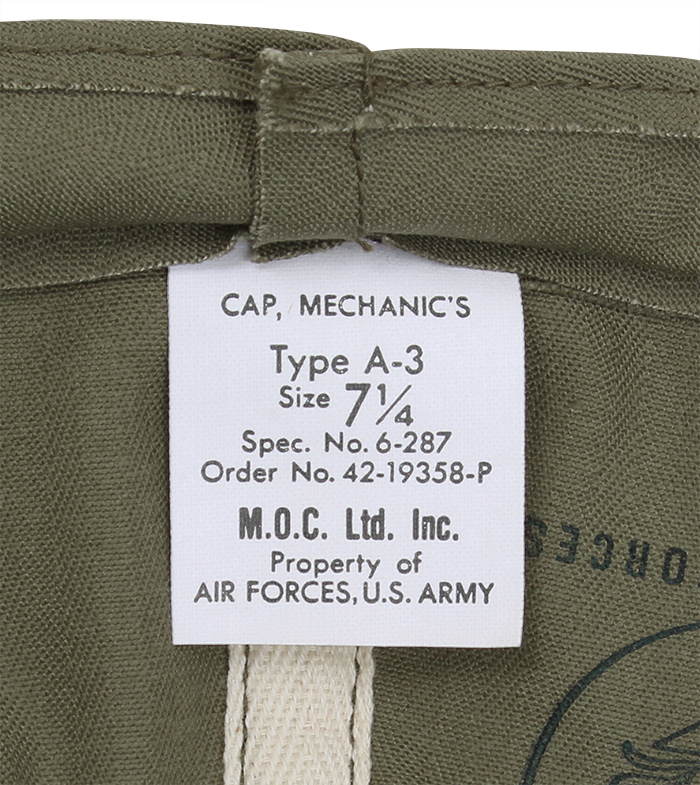 CAP, MECHANIC'S
Type A-3
Size 7¼
Spec. No. 6-287
Order No. 42-19358-P
M.O.C. Ltd. Inc.
Property of
AIR FORCES, U.S. ARMY
ORCES